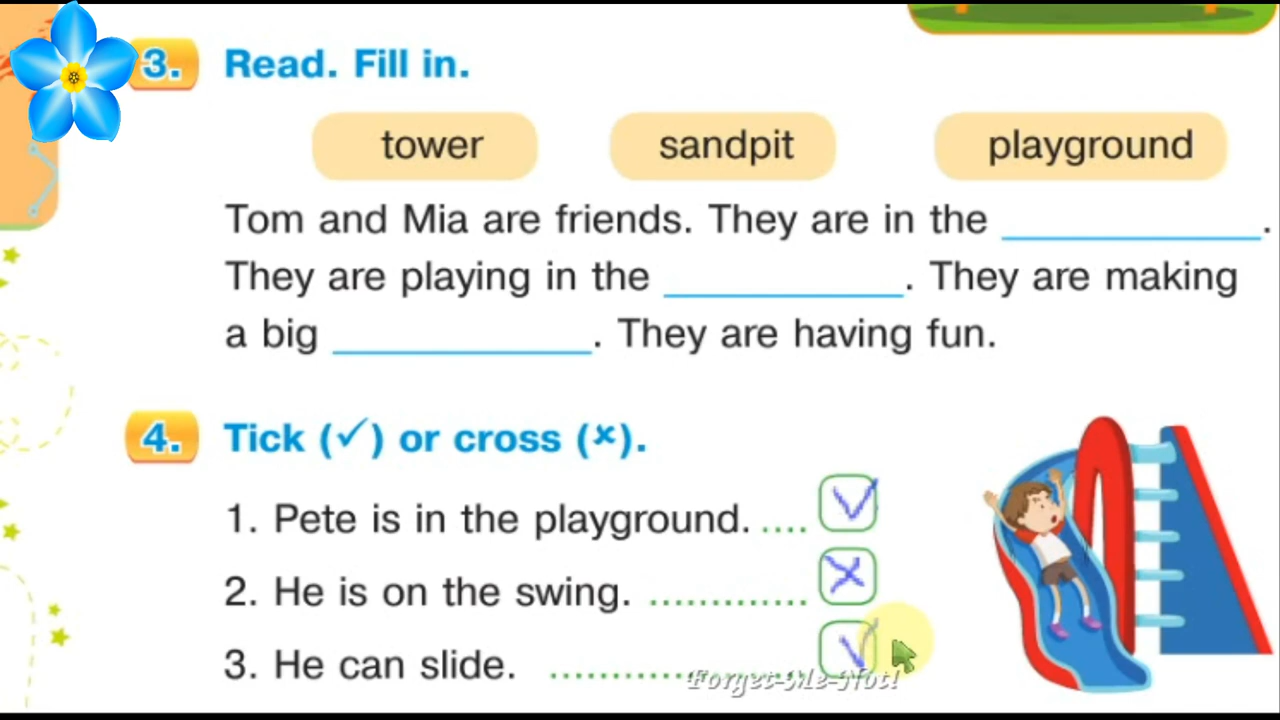 3. Read. Fill in.
tower sandpit playground
Tom and Mia are friends. They are in the ____________.
They are playing in the ___________. They are making
a big ____________. They are having fun.
4. Tick (✓) or cross (×).
1. Pete is in the playground. .... ✓
2. He is on the swing. ............. ×
3. He can slide. ..................... ✓
Forget-Me-Not!